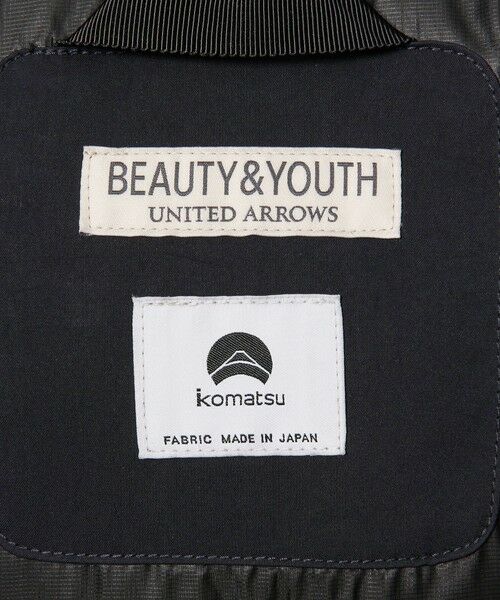 BEAUTY&YOUTH
UNITED ARROWS
komatsu
FABRIC MADE IN JAPAN